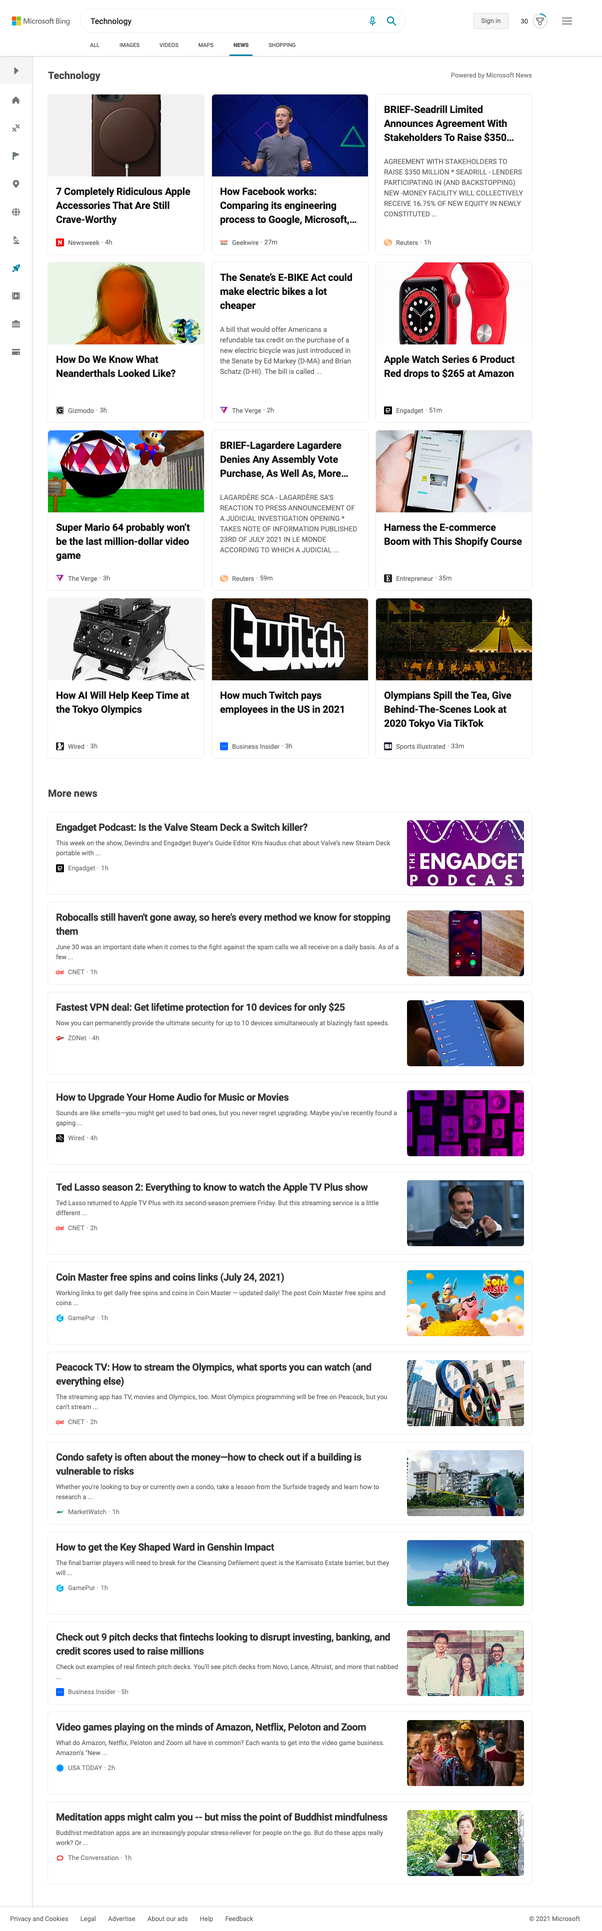 Microsoft Bing
Technology
Sign in
30
ALL
IMAGES
VIDEOS
MAPS
NEWS
SHOPPING
Technology
Powered by Microsoft News
7 Completely Ridiculous Apple
Accessories That Are Still
Crave-Worthy
Newsweek · 4h
How Facebook works:
Comparing its engineering
process to Google, Microsoft,...
Geekwire · 27m
BRIEF-Seadrill Limited
Announces Agreement With
Stakeholders To Raise $350...
AGREEMENT WITH STAKEHOLDERS TO
RAISE $350 MILLION * SEADRILL - LENDERS
PARTICIPATING IN (AND BACKSTOPPING)
NEW -MONEY FACILITY WILL COLLECTIVELY
RECEIVE 16.75% OF NEW EQUITY IN NEWLY
CONSTITUTED ...
Reuters · 1h
How Do We Know What
Neanderthals Looked Like?
Gizmodo · 3h
The Senate's E-BIKE Act could
make electric bikes a lot
cheaper
A bill that would offer Americans a
refundable tax credit on the purchase of a
new electric bicycle was just introduced in
the Senate by Ed Markey (D-MA) and Brian
Schatz (D-HI). The bill is called ...
The Verge · 2h
Apple Watch Series 6 Product
Red drops to $265 at Amazon
Engadget · 51m
Super Mario 64 probably won't
be the last million-dollar video
game
The Verge · 3h
BRIEF-Lagardere Lagardere
Denies Any Assembly Vote
Purchase, As Well As, More...
LAGARDÈRE SCA - LAGARDÈRE SA'S
REACTION TO PRESS ANNOUNCEMENT OF
A JUDICIAL INVESTIGATION OPENING *
TAKES NOTE OF INFORMATION PUBLISHED
23RD OF JULY 2021 IN LE MONDE
ACCORDING TO WHICH A JUDICIAL ...
Reuters · 59m
Harness the E-commerce
Boom with This Shopify Course
Entrepreneur · 35m
How AI Will Help Keep Time at
the Tokyo Olympics
Wired · 3h
twitch
How much Twitch pays
employees in the US in 2021
Business Insider · 3h
Olympians Spill the Tea, Give
Behind-The-Scenes Look at
2020 Tokyo Via TikTok
Sports Illustrated · 33m
More news
Engadget Podcast: Is the Valve Steam Deck a Switch killer?
This week on the show, Devindra and Engadget Buyer's Guide Editor Kris Naudus chat about Valve's new Steam Deck
portable with ...
Engadget · 1h
THE
ENGADGET
PODCAST
Robocalls still haven't gone away, so here's every method we know for stopping
them
June 30 was an important date when it comes to the fight against the spam calls we all receive on a daily basis. As of a
few ...
CNET · 1h
Fastest VPN deal: Get lifetime protection for 10 devices for only $25
Now you can permanently provide the ultimate security for up to 10 devices simultaneously at blazingly fast speeds.
ZDNet · 4h
How to Upgrade Your Home Audio for Music or Movies
Sounds are like smells—you might get used to bad ones, but you never regret upgrading. Maybe you've recently found a
gaping ...
Wired · 4h
Ted Lasso season 2: Everything to know to watch the Apple TV Plus show
Ted Lasso returned to Apple TV Plus with its second-season premiere Friday. But this streaming service is a little
different ...
CNET · 2h
Coin Master free spins and coins links (July 24, 2021)
Working links to get daily free spins and coins in Coin Master — updated daily! The post Coin Master free spins and
coins ...
GamePur · 1h
COIN MASTER
Peacock TV: How to stream the Olympics, what sports you can watch (and
everything else)
The streaming app has TV, movies and Olympics, too. Most Olympics programming will be free on Peacock, but you
can't stream ...
CNET · 2h
Condo safety is often about the money—how to check out if a building is
vulnerable to risks
Whether you're looking to buy or currently own a condo, take a lesson from the Surfside tragedy and learn how to
research a ...
MarketWatch · 1h
How to get the Key Shaped Ward in Genshin Impact
The final barrier players will need to break for the Cleansing Defilement quest is the Kamisato Estate barrier, but they
will ...
GamePur · 1h
Check out 9 pitch decks that fintechs looking to disrupt investing, banking, and
credit scores used to raise millions
Check out examples of real fintech pitch decks. You'll see pitch decks from Novo, Lance, Altruist, and more that nabbed
...
Business Insider · 5h
Video games playing on the minds of Amazon, Netflix, Peloton and Zoom
What do Amazon, Netflix, Peloton and Zoom all have in common? Each wants to get into the video game business.
Amazon's "New ...
USA TODAY · 2h
Meditation apps might calm you -- but miss the point of Buddhist mindfulness
Buddhist meditation apps are an increasingly popular stress-reliever for people on the go. But do these apps really
work? Or ...
The Conversation · 1h
Privacy and Cookies
Legal
Advertise
About our ads
Help
Feedback
© 2021 Microsoft